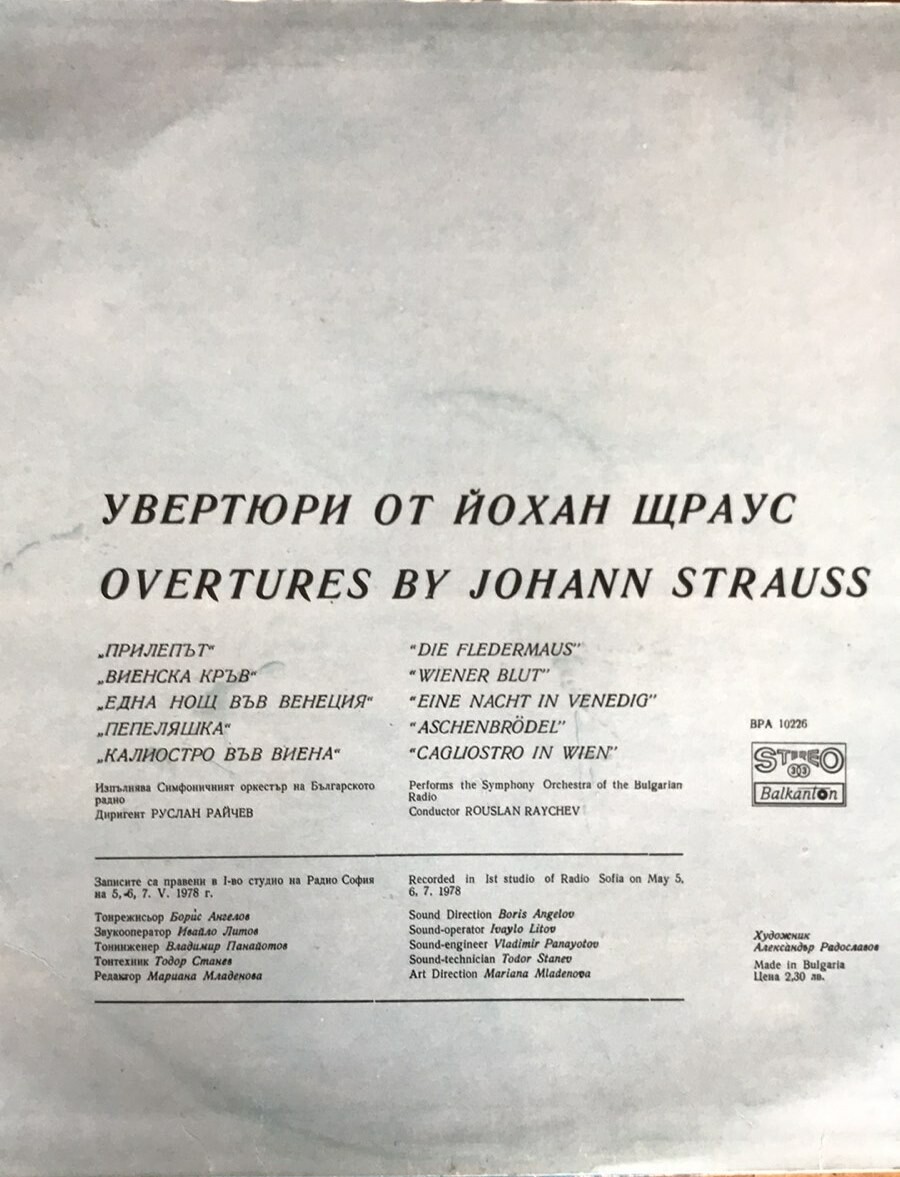 УВЕРТЮРИ ОТ ЙОХАН ЩРАУС
OVERTURES BY JOHANN STRAUSS
„ПРИЛЕПЪТ“
„ВИЕНСКА КРЪВ“
„ЕДНА НОЩ ВЪВ ВЕНЕЦИЯ“
„ПЕПЕЛЯШКА“
„КАЛИОСТРО ВЪВ ВИЕНА“
“DIE FLEDERMAUS”
“WIENER BLUT”
“EINE NACHT IN VENEDIG”
“ASCHENBRÖDEL”
“CAGLIOSTRO IN WIEN”
Изпълнява Симфоничният оркестър на Българското
радио
Диригент РУСЛАН РАЙЧЕВ
Performs the Symphony Orchestra of the Bulgarian
Radio
Conductor ROUSLAN RAYCHEV
ВРА 10226
STEREO
33
Balkanton
Записите са правени в I-во студио на Радио София
на 5, 6, 7. V. 1978 г.
Тонрежисьор Борис Ангелов
Звукооператор Ивайло Литов
Тонинженер Владимир Панайотов
Тонтехник Тодор Станев
Редактор Мариана Младенова
Recorded in Ist studio of Radio Sofia on May 5,
6, 7. 1978
Sound Direction Boris Angelov
Sound-operator Ivaylo Litov
Sound-engineer Vladimir Panayotov
Sound-technician Todor Stanev
Art Direction Mariana Mladenova
Художник
Александър Радославов
Made in Bulgaria
Цена 2,30 лв.